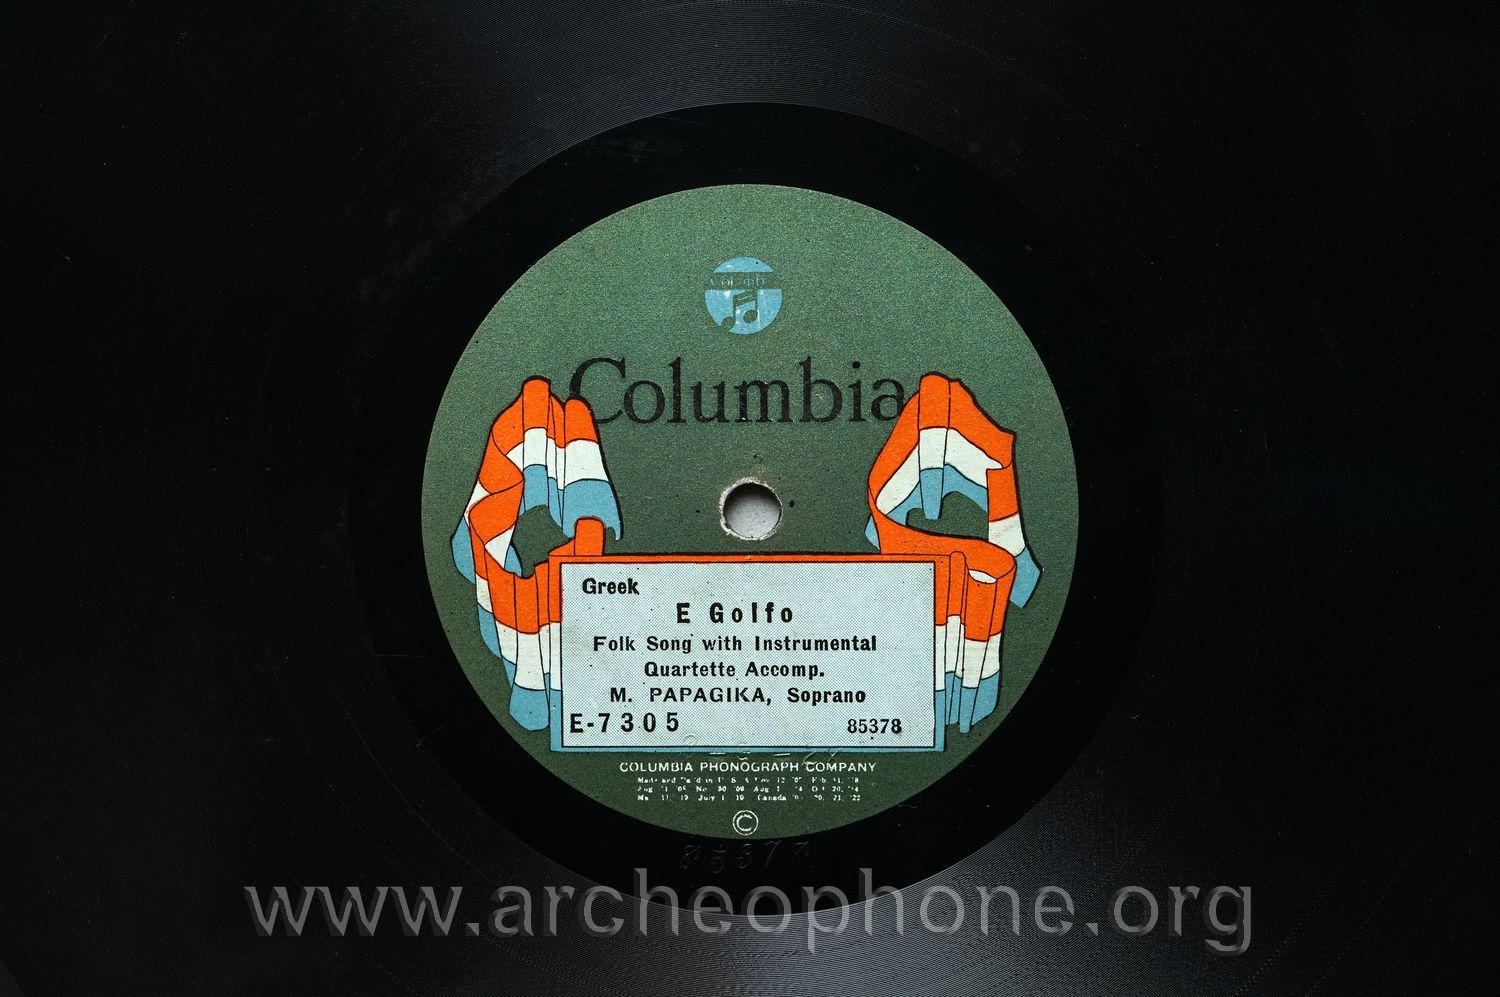 Columbia
Greek
E Golfo
Folk Song with Instrumental
Quartette Accomp.
M. PAPAGIKA, Soprano
E-7305 85378
COLUMBIA PHONOGRAPH COMPANY
©
85378
www.archeophone.org